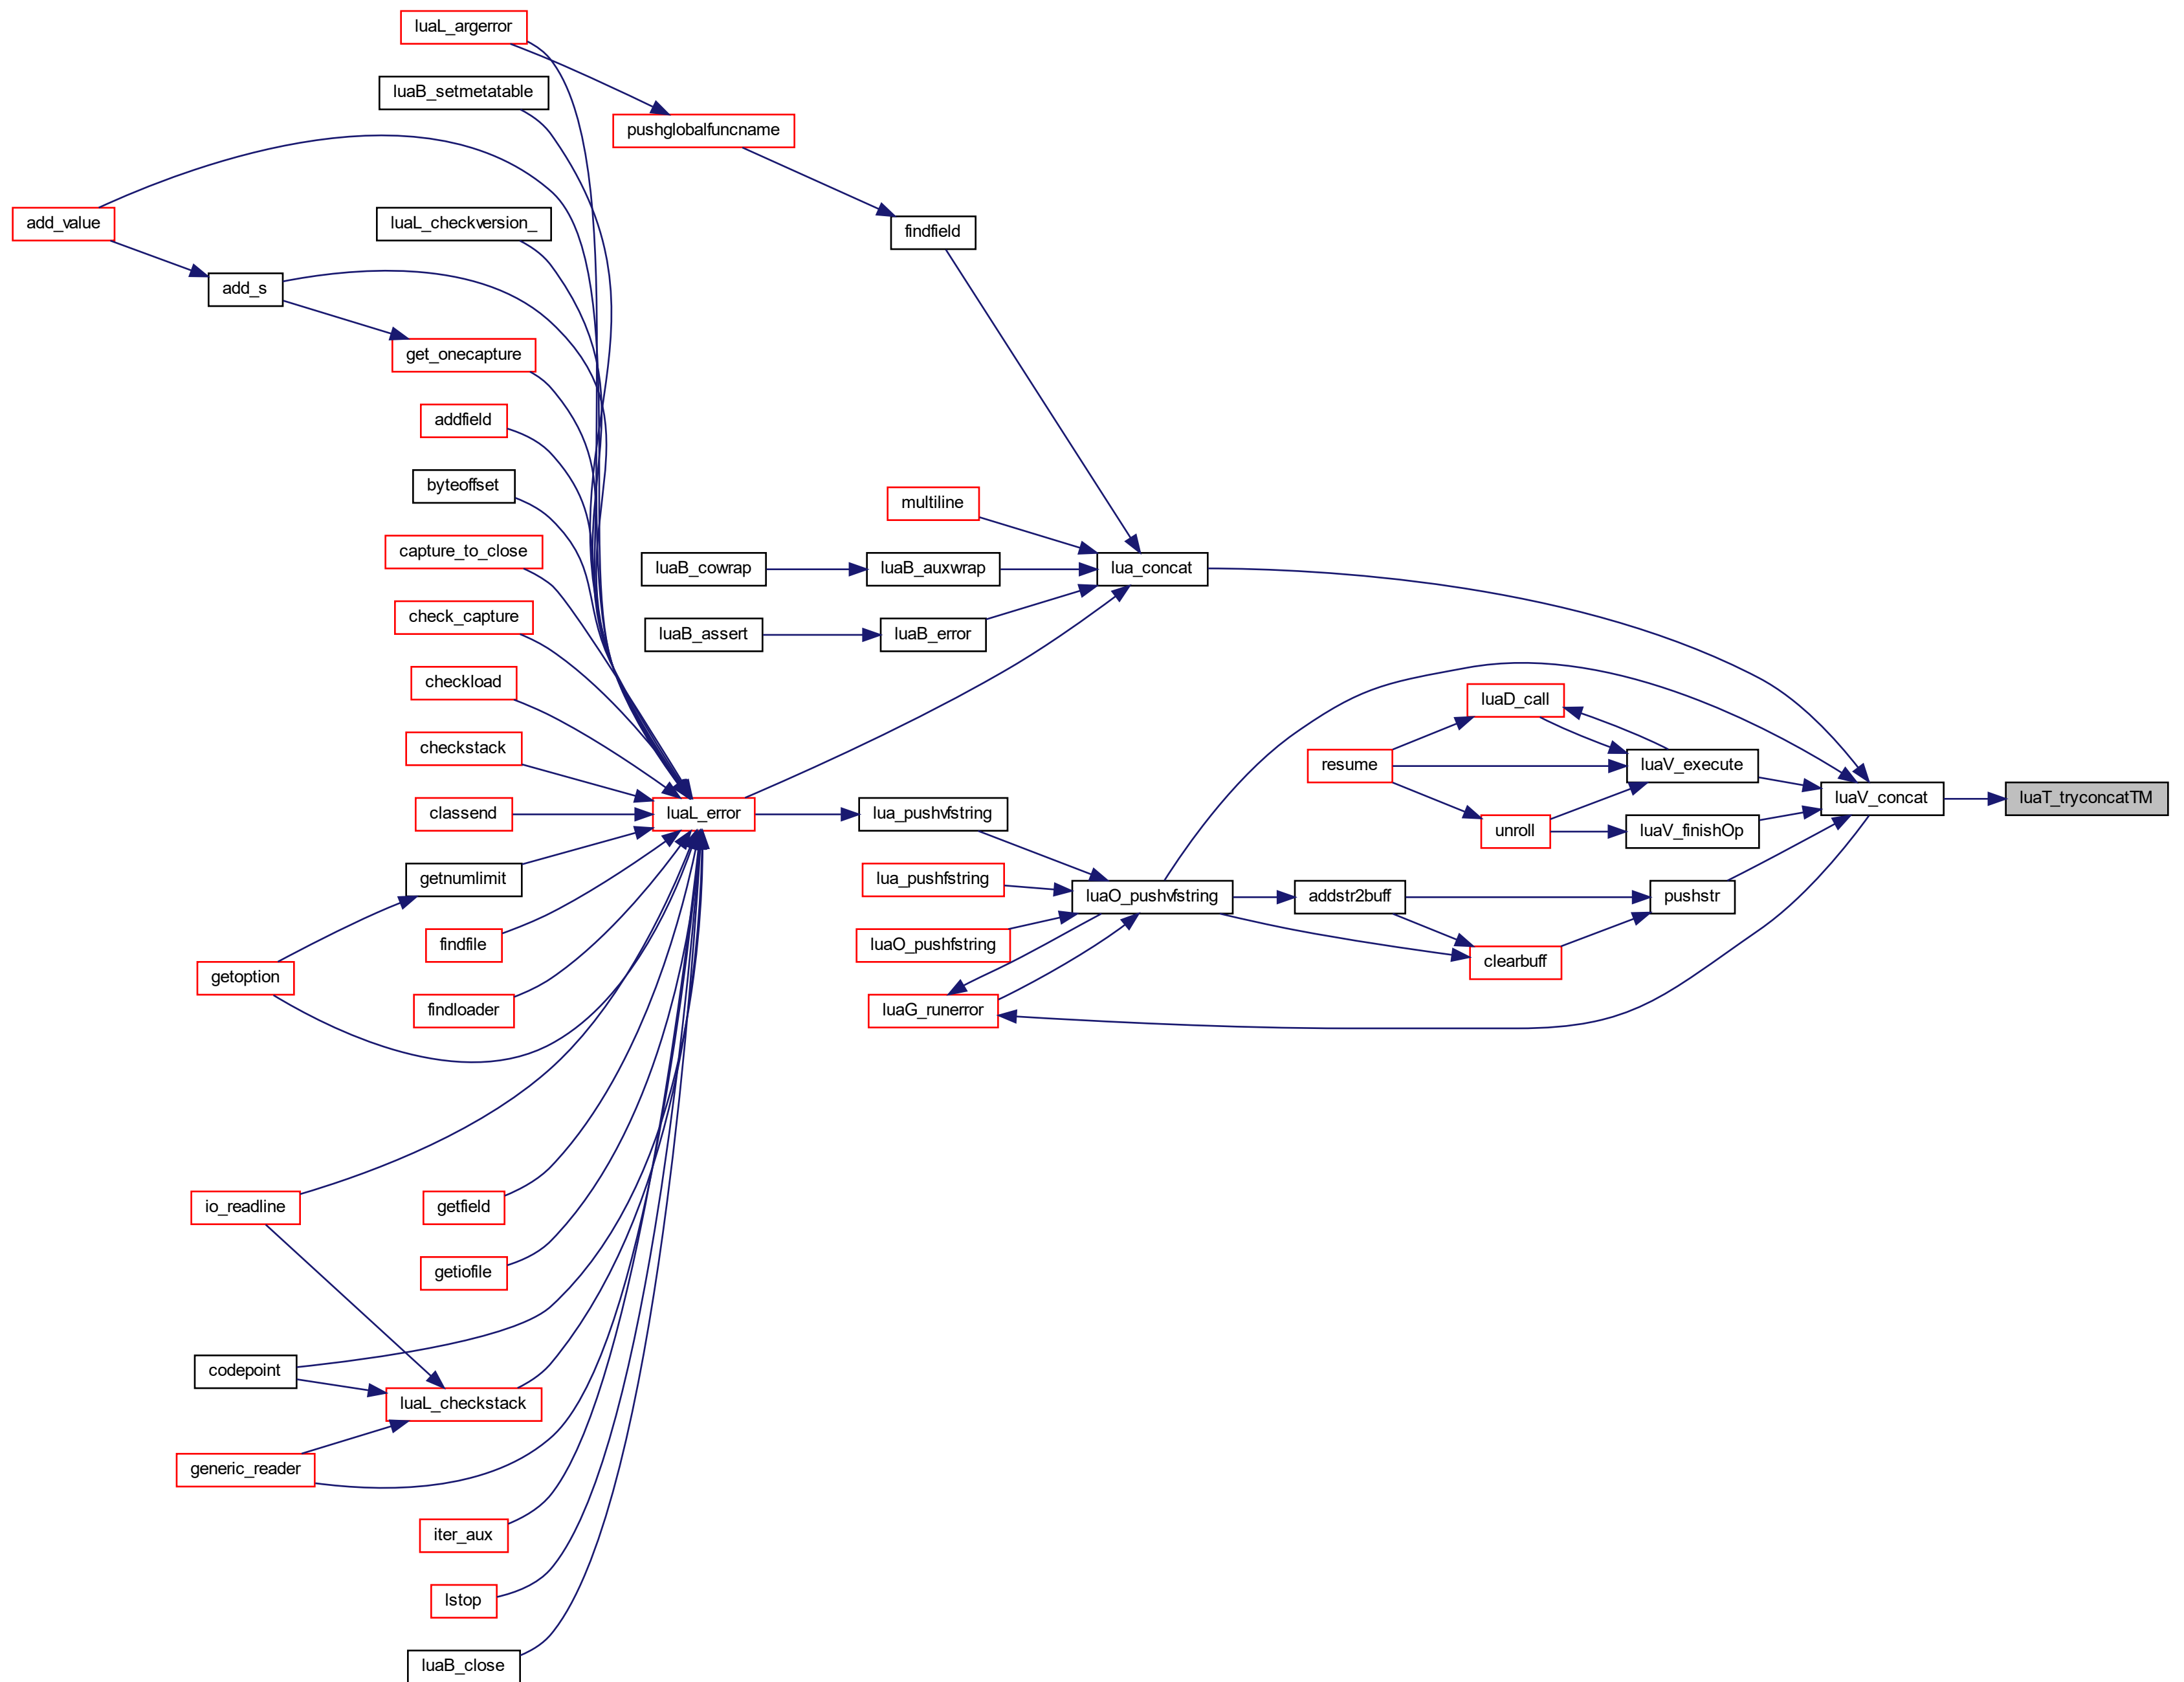 luaL_argerror
luaB_setmetatable
pushglobalfuncname
add_value
luaL_checkversion_
findfield
add_s
get_onecapture
addfield
byteoffset
multiline
capture_to_close
luaB_cowrap
luaB_auxwrap
lua_concat
check_capture
luaB_assert
luaB_error
checkload
luaD_call
checkstack
resume
luaV_execute
classend
luaL_error
lua_pushvfstring
luaV_concat
luaT_tryconcatTM
unroll
luaV_finishOp
getnumlimit
lua_pushfstring
luaO_pushvfstring
addstr2buff
pushstr
findfile
luaO_pushfstring
clearbuff
getoption
findloader
luaG_runerror
io_readline
getfield
getiofile
codepoint
luaL_checkstack
generic_reader
iter_aux
lstop
luaB_close